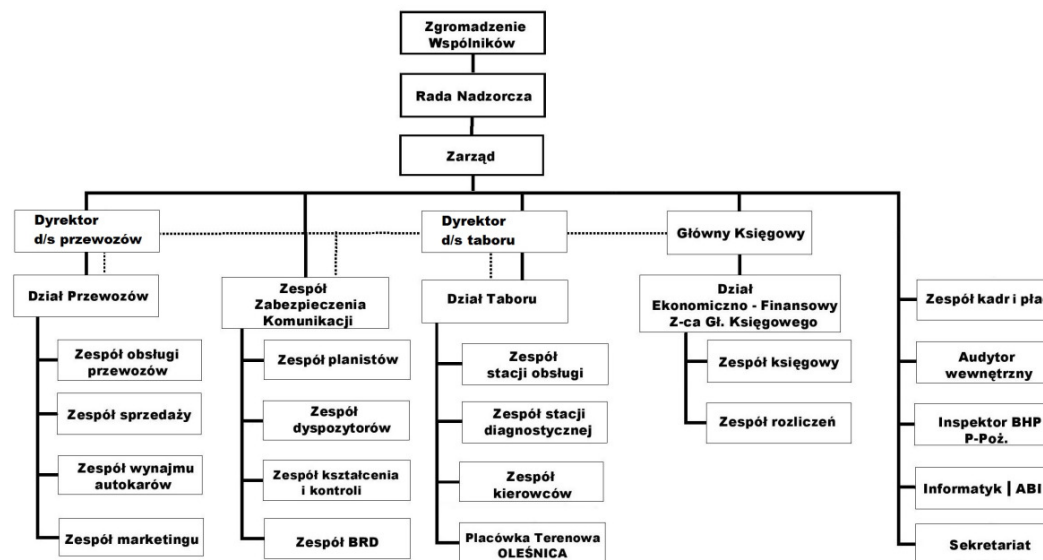 Zgromadzenie
Wspólników
Rada Nadzorcza
Zarząd
Dyrektor
d/s przewozów
Dyrektor
d/s taboru
Główny Księgowy
Dział Przewozów
Zespół
Zabezpieczenia
Komunikacji
Dział Taboru
Dział
Ekonomiczno - Finansowy
Z-ca Gł. Księgowego
Zespół obsługi
przewozów
Zespół sprzedaży
Zespół wynajmu
autokarów
Zespół marketingu
Zespół planistów
Zespół
dyspozytorów
Zespół kształcenia
i kontroli
Zespół BRD
Zespół
stacji obsługi
Zespół stacji
diagnostycznej
Zespół
kierowców
Placówka Terenowa
OLEŚNICA
Zespół księgowy
Zespół rozliczeń
Zespół kadr i płac
Audytor
wewnętrzny
Inspektor BHP
P-Poż.
Informatyk | ABI
Sekretariat